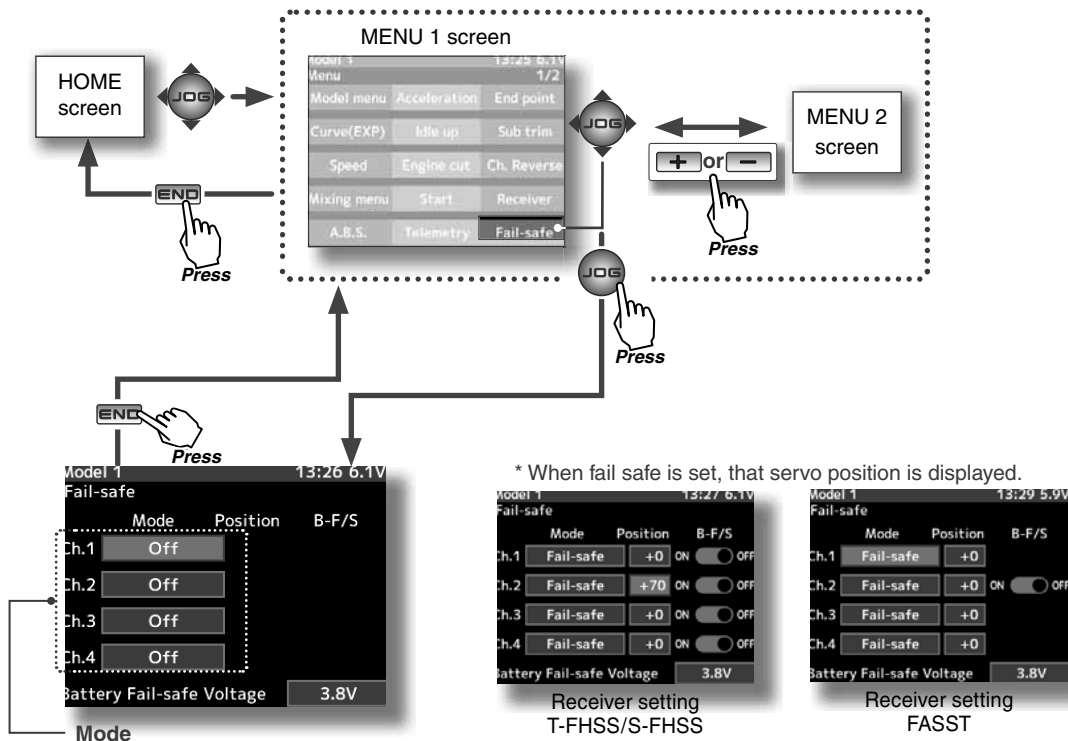 MENU 1 screen
HOME
screen
JOG
Model 1 13:25 6.1V
Menu 1/2
Model menu Acceleration End point
Curve(EXP) Idle up Sub trim
Speed Engine cut Ch. Reverse
Mixing menu Start Receiver
A.B.S. Telemetry Fail-safe
JOG
+ or −
Press
MENU 2
screen
END
Press
JOG
Press
END
Press
Model 1 13:26 6.1V
Fail-safe
Mode Position B-F/S
Ch.1 Off
Ch.2 Off
Ch.3 Off
Ch.4 Off
Battery Fail-safe Voltage 3.8V
Mode
* When fail safe is set, that servo position is displayed.
Model 1 13:27 6.1V
Fail-safe
Mode Position B-F/S
Ch.1 Fail-safe +0 ON OFF
Ch.2 Fail-safe +70 ON OFF
Ch.3 Fail-safe +0 ON OFF
Ch.4 Fail-safe +0 ON OFF
Battery Fail-safe Voltage 3.8V
Receiver setting
T-FHSS/S-FHSS
Model 1 13:29 5.9V
Fail-safe
Mode Position B-F/S
Ch.1 Fail-safe +0
Ch.2 Fail-safe +0 ON OFF
Ch.3 Fail-safe +0
Ch.4 Fail-safe +0
Battery Fail-safe Voltage 3.8V
Receiver setting
FASST